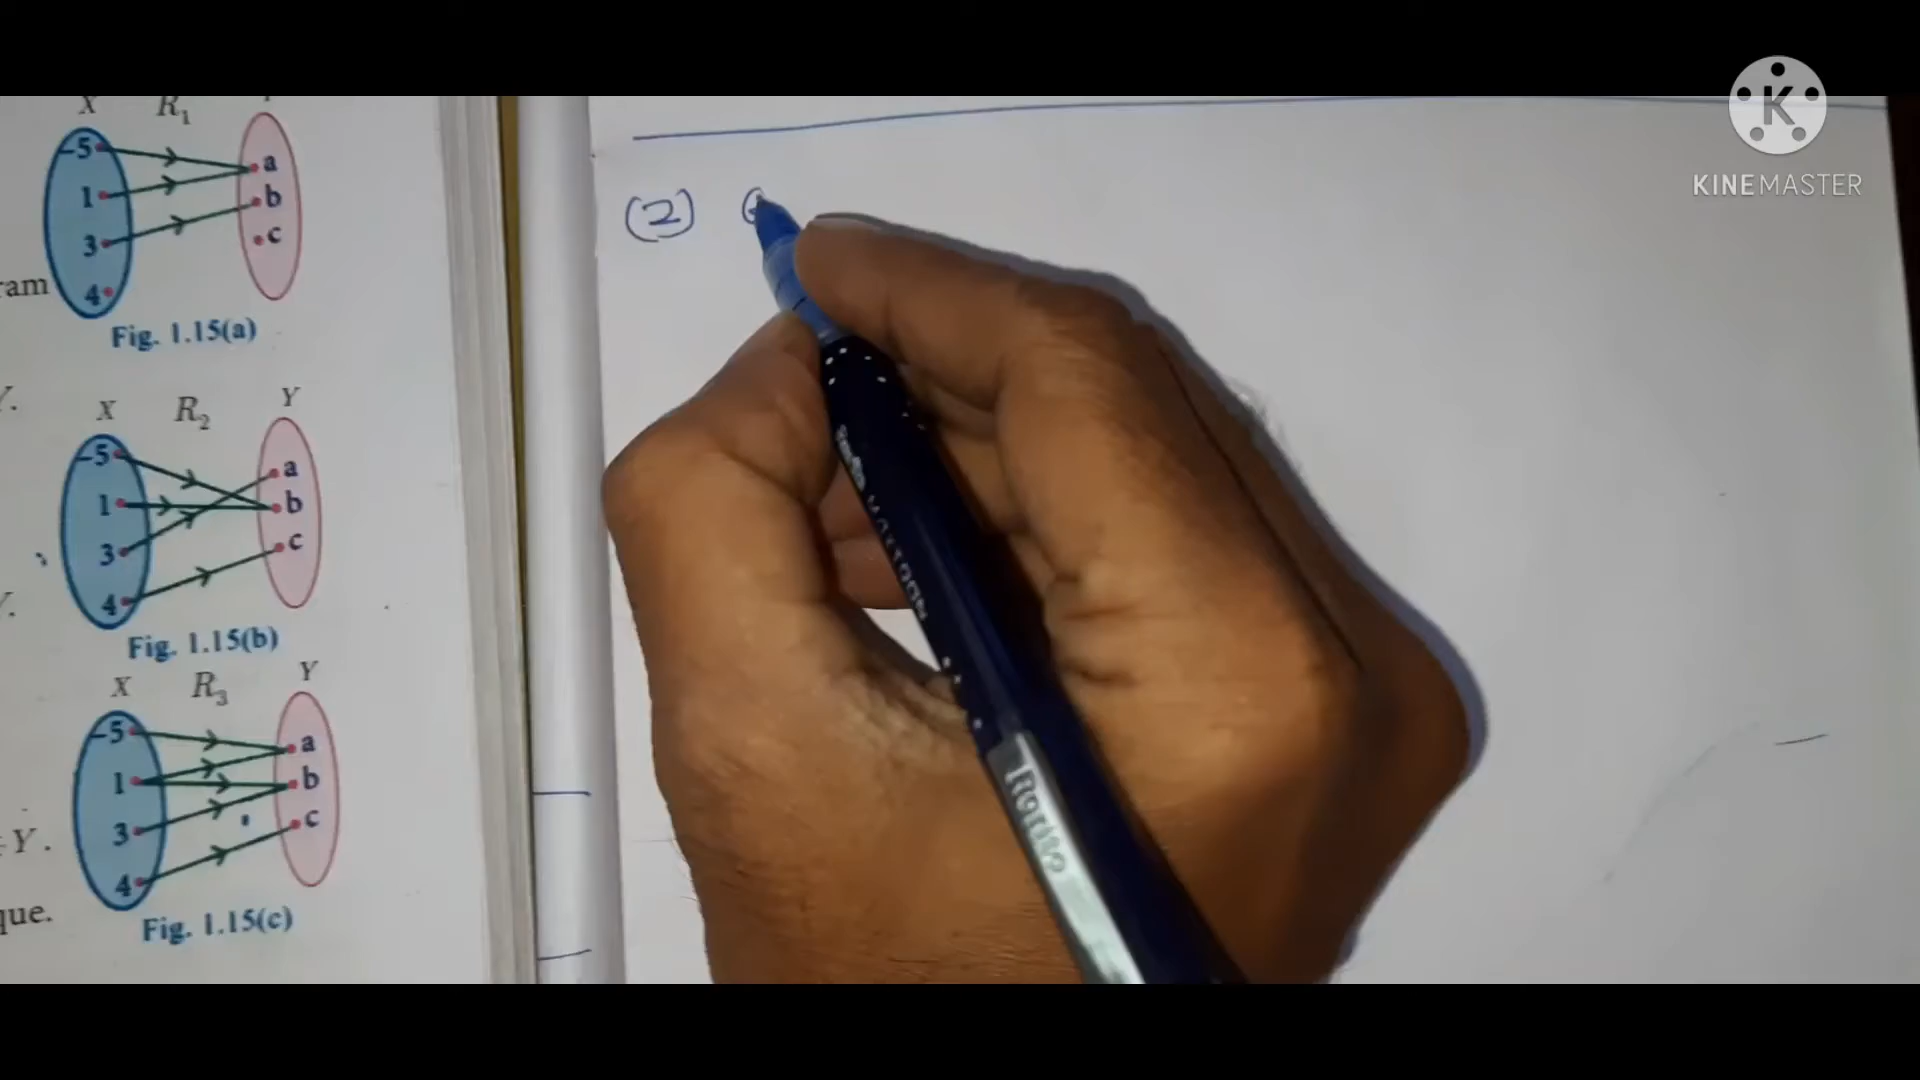 X R1
-5 a
1 b
3 c
4
ram
Fig. 1.15(a)
Y.
X R2 Y
-5 a
1 b
3 c
4
Y.
Fig. 1.15(b)
X R3 Y
-5 a
1 b
3 c
4
Y.
que.
Fig. 1.15(c)
(2)
Rorito
KINEMASTER
K